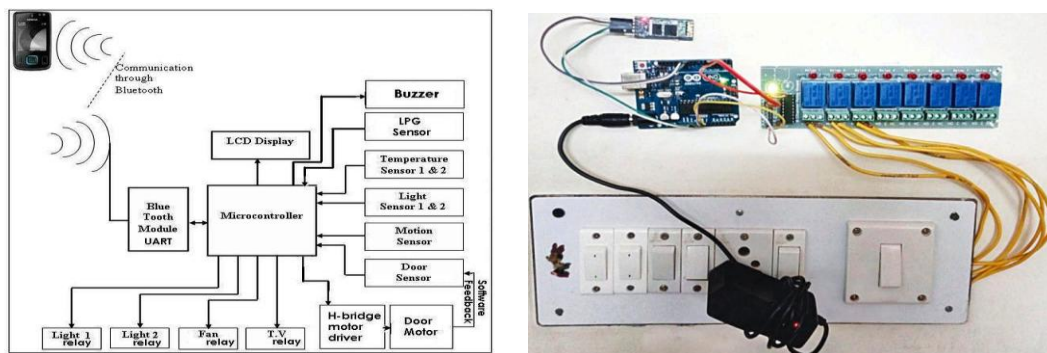 Communication
through
Bluetooth
Buzzer
LPG
Sensor
LCD Display
Temperature
Sensor 1 & 2
Blue
Tooth
Module
UART
Microcontroller
Light
Sensor 1 & 2
Motion
Sensor
Door
Sensor
Software
Feedback
Light 1
relay
Light 2
relay
Fan
relay
T.V
relay
H-bridge
motor
driver
Door
Motor